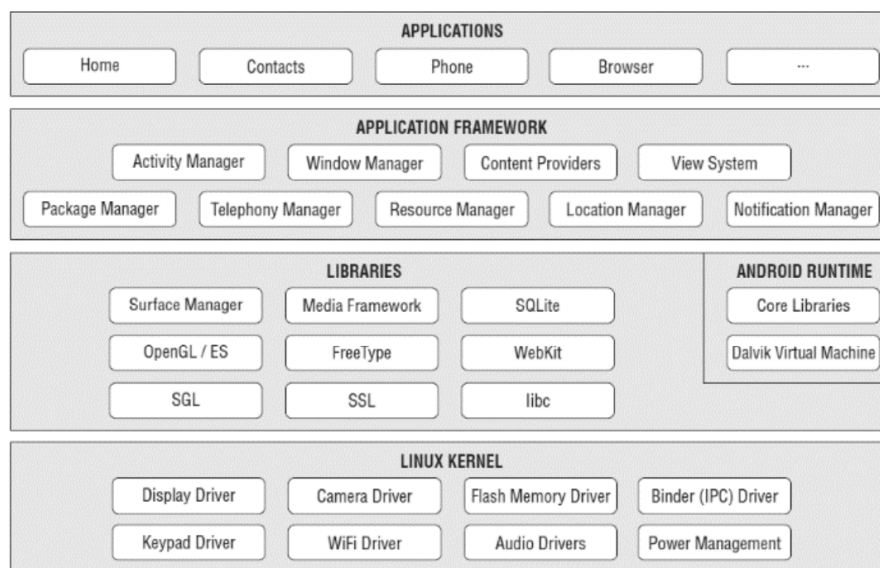 APPLICATIONS
Home Contacts Phone Browser ...
APPLICATION FRAMEWORK
Activity Manager Window Manager Content Providers View System
Package Manager Telephony Manager Resource Manager Location Manager Notification Manager
LIBRARIES
Surface Manager Media Framework SQLite
OpenGL / ES FreeType WebKit
SGL SSL libc
ANDROID RUNTIME
Core Libraries
Dalvik Virtual Machine
LINUX KERNEL
Display Driver Camera Driver Flash Memory Driver Binder (IPC) Driver
Keypad Driver WiFi Driver Audio Drivers Power Management